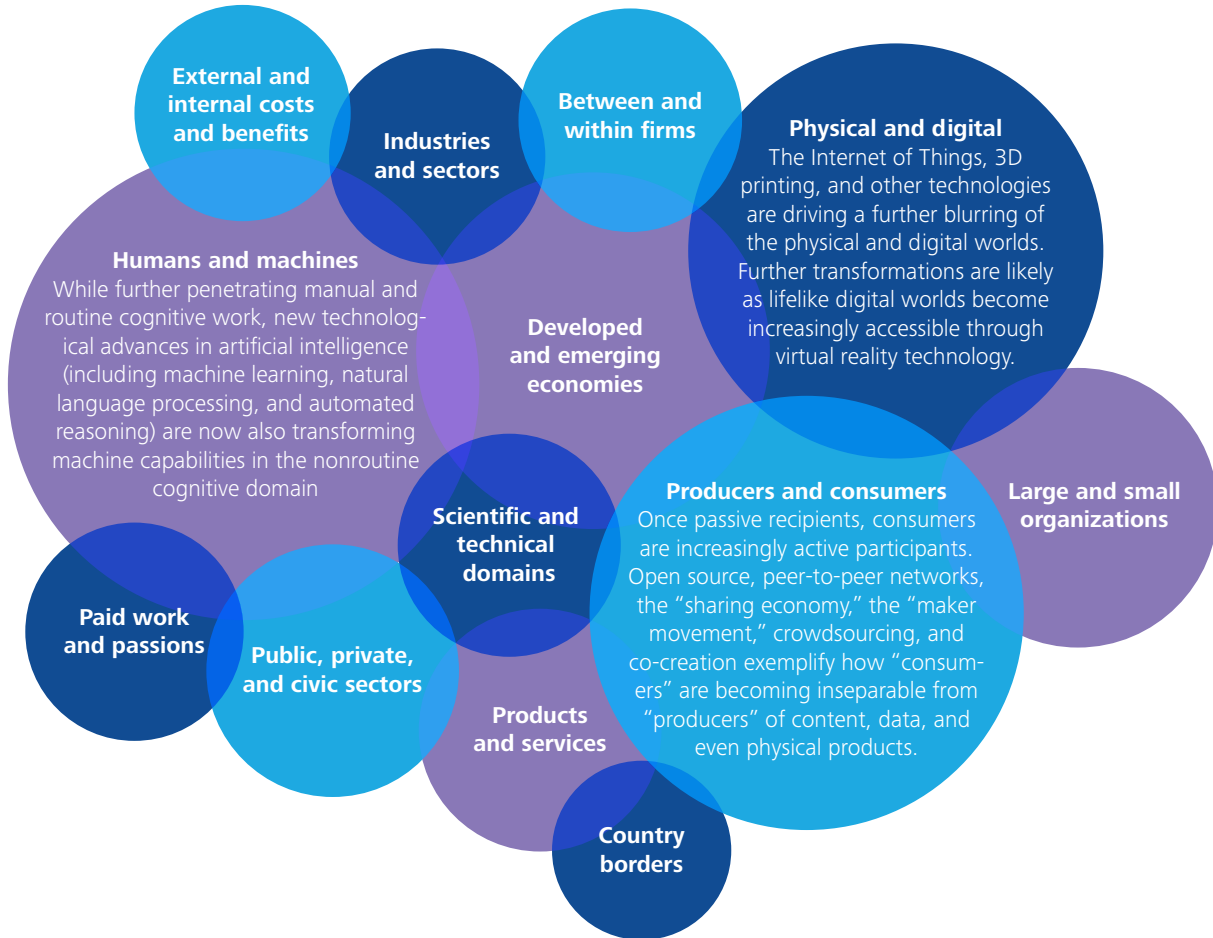 External and
internal costs
and benefits
Industries
and sectors
Between and
within firms
Physical and digital
The Internet of Things, 3D
printing, and other technologies
are driving a further blurring of
the physical and digital worlds.
Further transformations are likely
as lifelike digital worlds become
increasingly accessible through
virtual reality technology.
Humans and machines
While further penetrating manual and
routine cognitive work, new technolog-
ical advances in artificial intelligence
(including machine learning, natural
language processing, and automated
reasoning) are now also transforming
machine capabilities in the nonroutine
cognitive domain
Developed
and emerging
economies
Scientific and
technical
domains
Producers and consumers
Once passive recipients, consumers
are increasingly active participants.
Open source, peer-to-peer networks,
the “sharing economy,” the “maker
movement,” crowdsourcing, and
co-creation exemplify how “consum-
ers” are becoming inseparable from
“producers” of content, data, and
even physical products.
Large and small
organizations
Paid work
and passions
Public, private,
and civic sectors
Products
and services
Country
borders